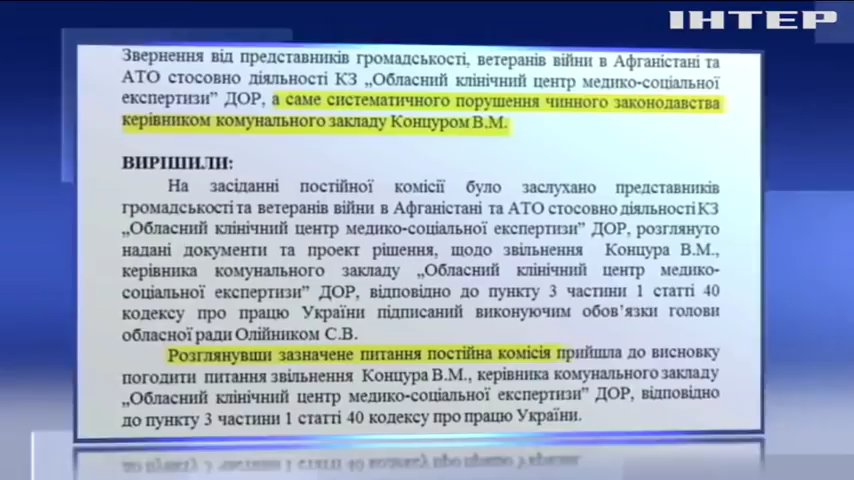 ІНТЕР
Звернення від представників громадськості, ветеранів війни в Афганістані та
АТО стосовно діяльності КЗ „Обласний клінічний центр медико-соціальної
експертизи” ДОР, а саме систематичного порушення чинного законодавства
керівником комунального закладу Концуром В.М.
ВИРІШИЛИ:
На засіданні постійної комісії було заслухано представників
громадськості та ветеранів війни в Афганістані та АТО стосовно діяльності КЗ
„Обласний клінічний центр медико-соціальної експертизи” ДОР, розглянуто
надані документи та проект рішення, щодо звільнення Концура В.М.,
керівника комунального закладу „Обласний клінічний центр медико-
соціальної експертизи” ДОР, відповідно до пункту 3 частини 1 статті 40
кодексу про працю України підписаний виконуючим обов’язки голови
обласної ради Олійником С.В.
Розглянувши зазначене питання постійна комісія прийшла до висновку
погодити питання звільнення Концура В.М., керівника комунального закладу
„Обласний клінічний центр медико-соціальної експертизи” ДОР, відповідно
до пункту 3 частини 1 статті 40 кодексу про працю України.